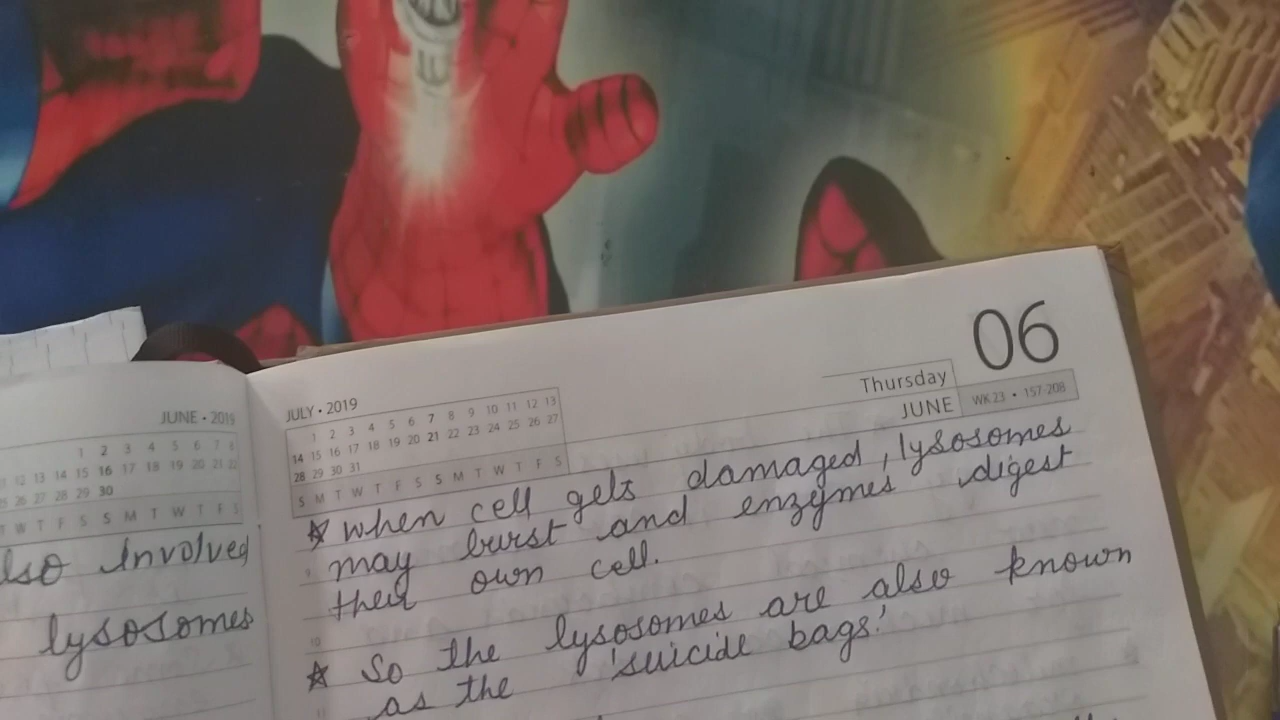 JUNE • 2019
1 2 3 4 5 6 7 8
12 13 14 15 16 17 18 19 20 21 22
26 27 28 29 30
T W T F S S M T W T F S
lso involved
lysosomes
JULY • 2019
1 2 3 4 5 6 7 8 9 10 11 12 13
14 15 16 17 18 19 20 21 22 23 24 25 26 27
28 29 30 31
S M T W T F S S M T W T F S
06
Thursday
JUNE WK 23 • 157-208
when cell gets damaged, lysosomes
may burst and enzymes digest
9
their own cell.
10
So the lysosomes are also known
as the 'suicide bags.'
11